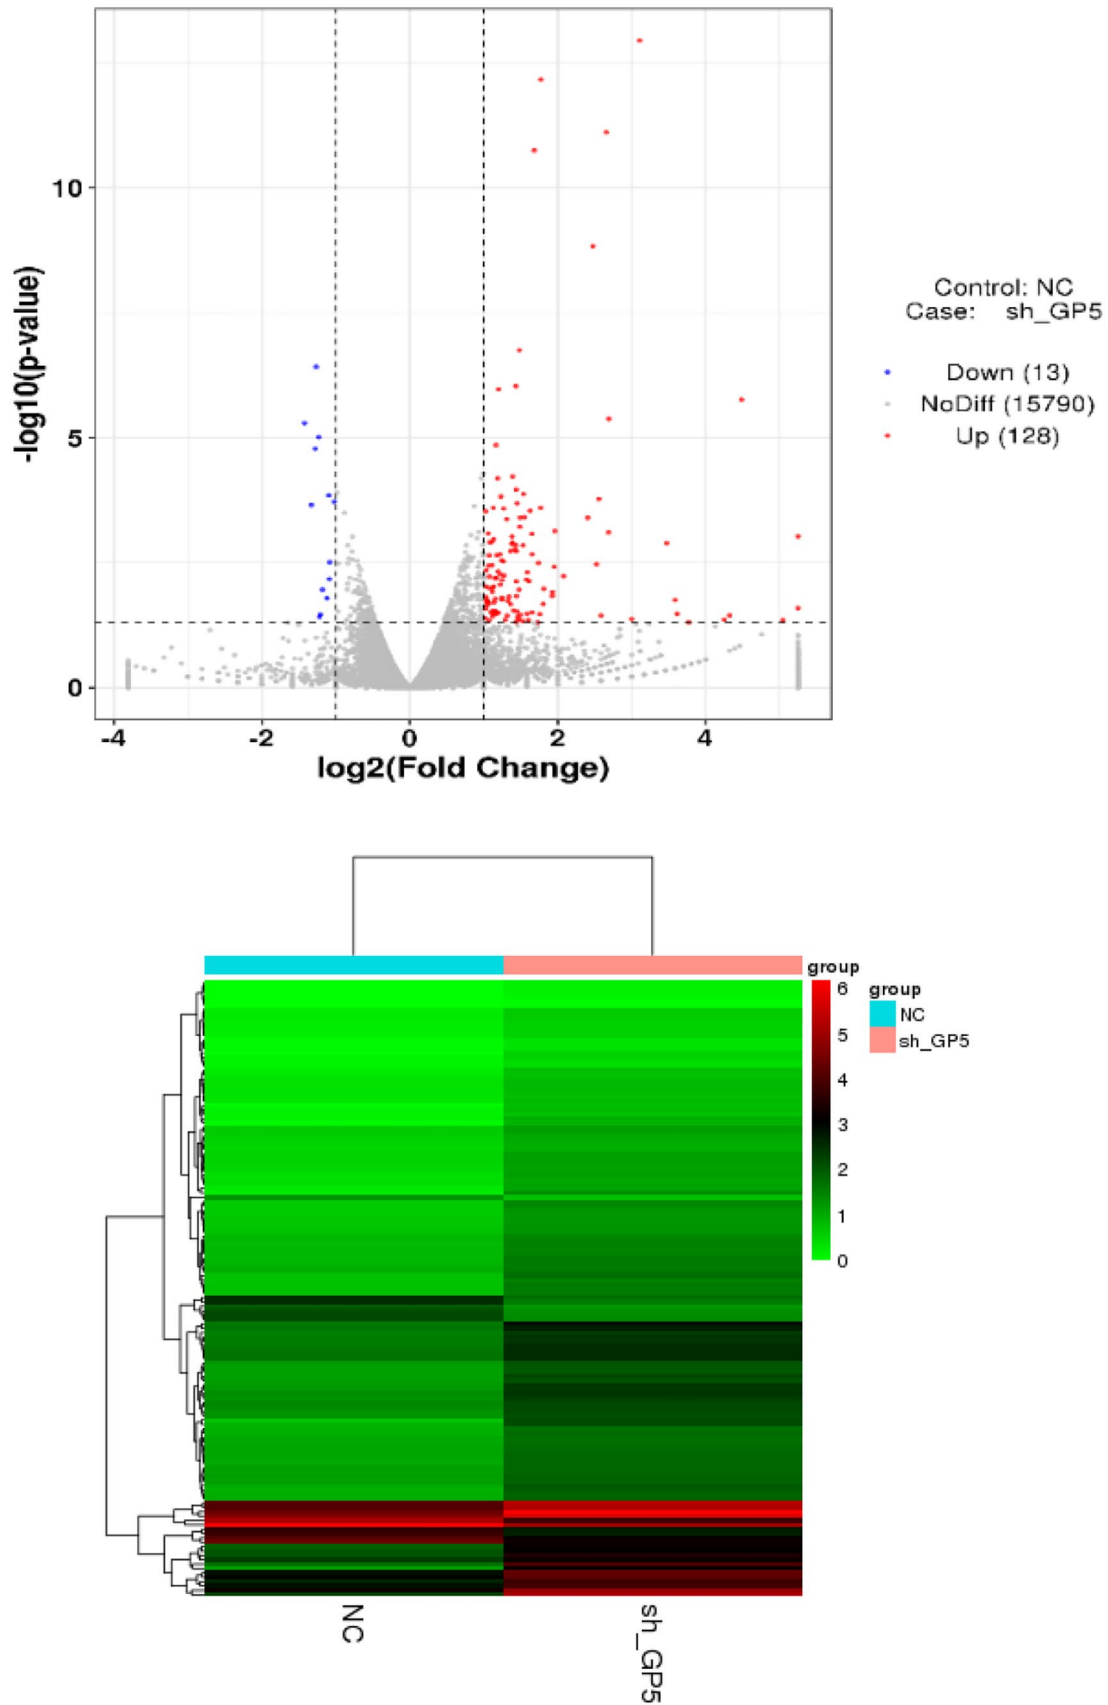 10
5
0
-log10(p-value)
-4
-2
0
2
4
log2(Fold Change)
Control: NC
Case: sh_GP5
Down (13)
NoDiff (15790)
Up (128)
group
6
5
4
3
2
1
0
group
NC
sh_GP5
NC
sh_GP5